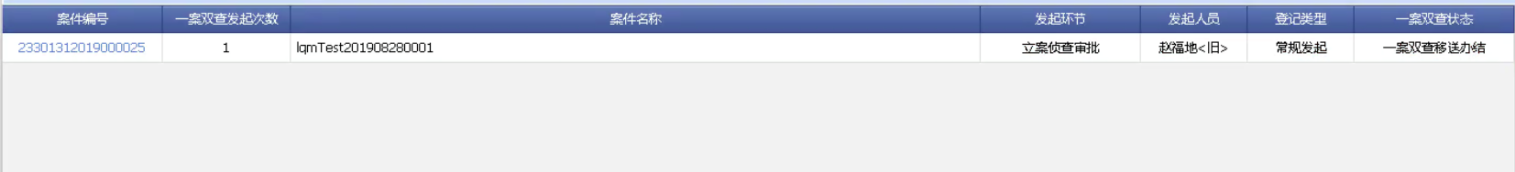 案件编号 一案双查发起次数 案件名称 发起环节 发起人员 登记类型 一案双查状态
23301312019000025 1 lqmTest201908280001 立案侦查审批 赵福地<旧> 常规发起 一案双查移送办结